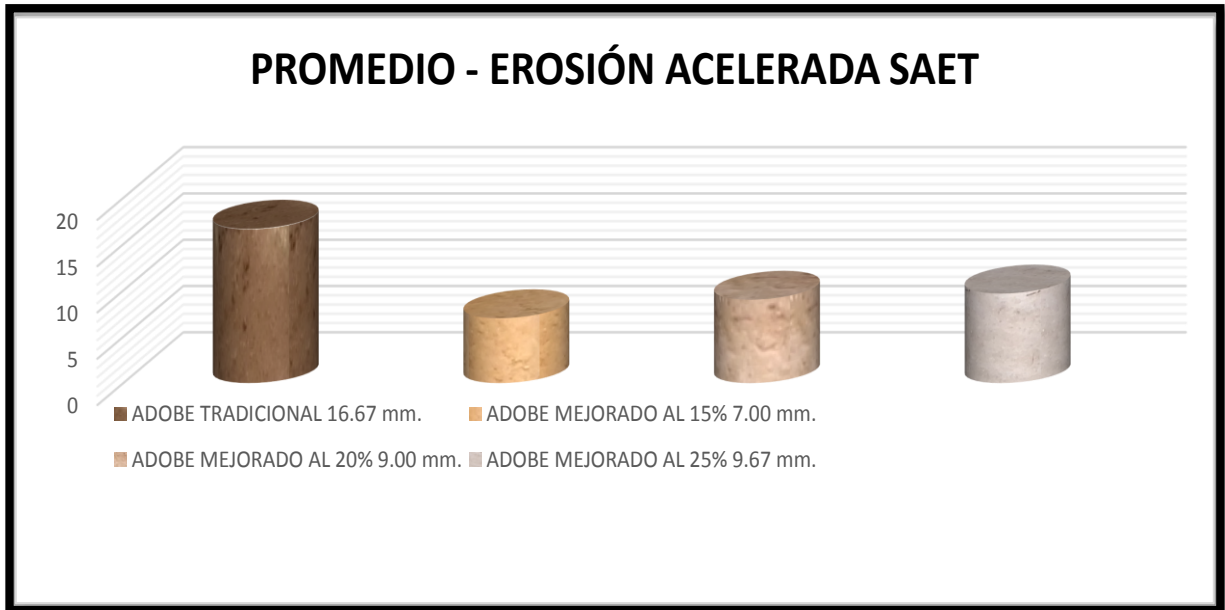 PROMEDIO - EROSIÓN ACELERADA SAET
20
15
10
5
0
ADOBE TRADICIONAL 16.67 mm.
ADOBE MEJORADO AL 15% 7.00 mm.
ADOBE MEJORADO AL 20% 9.00 mm.
ADOBE MEJORADO AL 25% 9.67 mm.